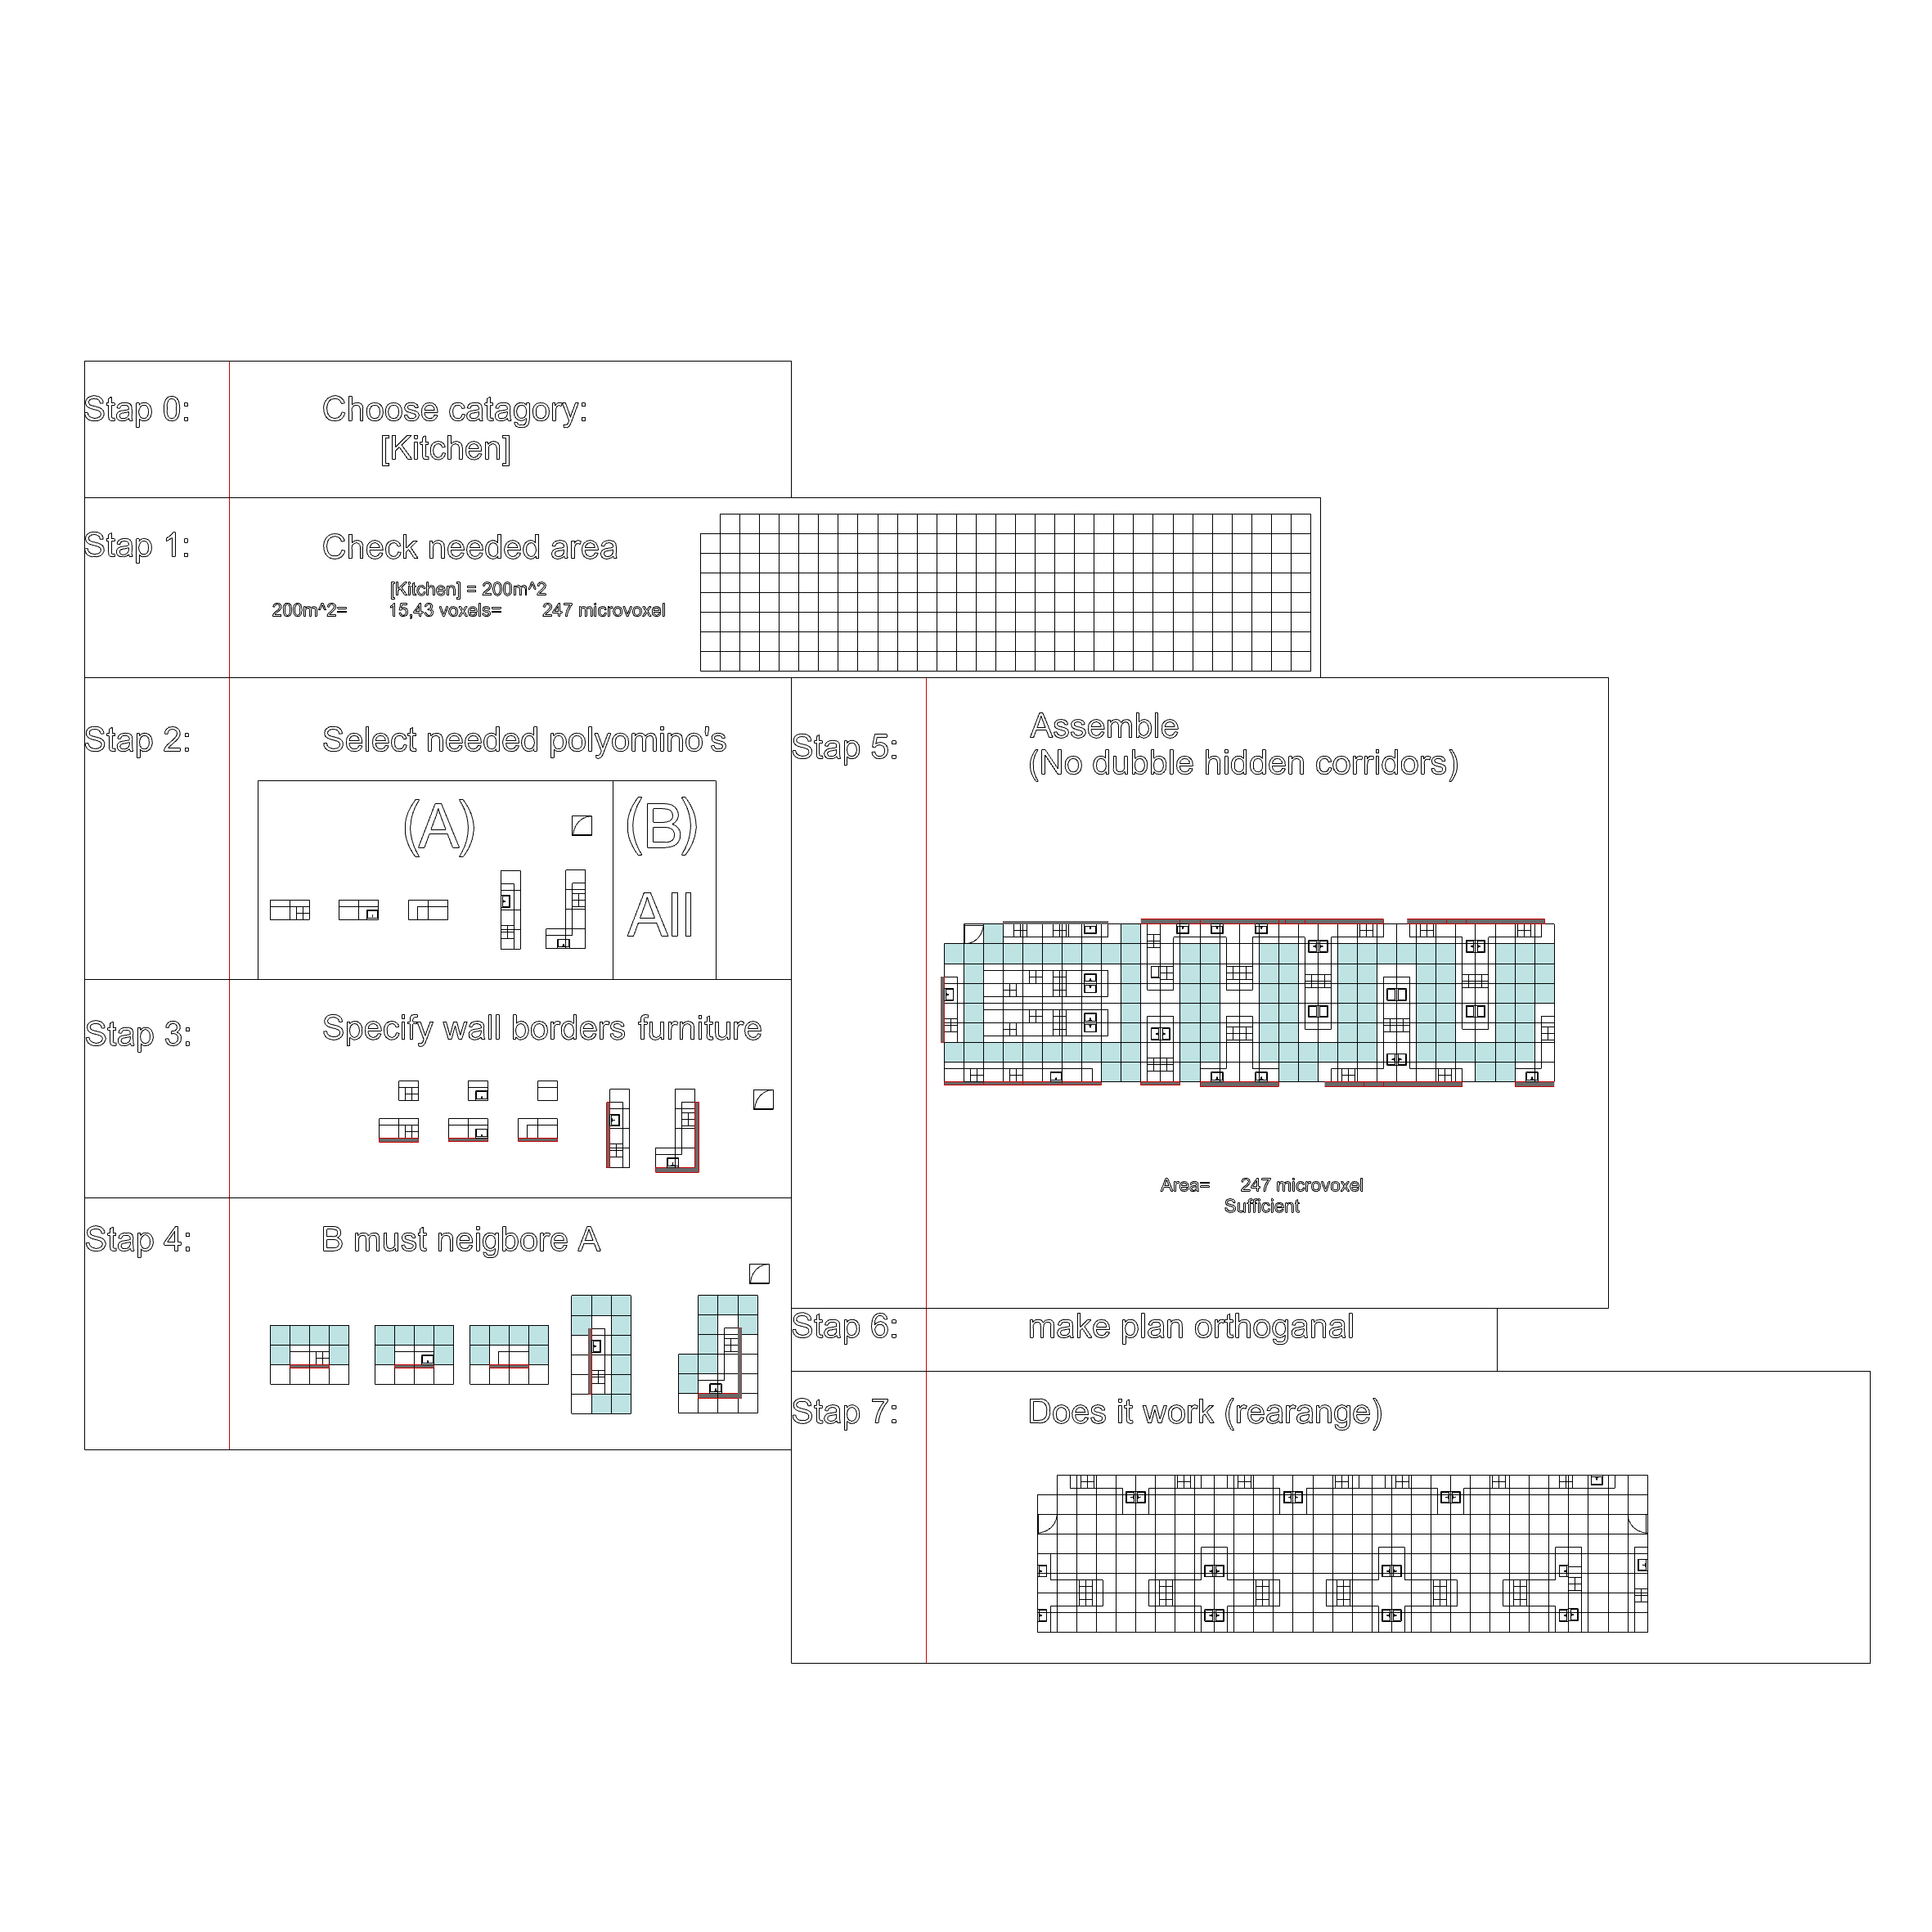 Stap 0:
Choose catagory:
[Kitchen]
Stap 1:
Check needed area
[Kitchen] = 200m^2
200m^2= 15,43 voxels= 247 microvoxel
Stap 2:
Select needed polyomino's
(A)
(B)
All
Stap 3:
Specify wall borders furniture
Stap 4:
B must neigbore A
Stap 5:
Assemble
(No dubble hidden corridors)
Area= 247 microvoxel
Sufficient
Stap 6:
make plan orthoganal
Stap 7:
Does it work (rearange)